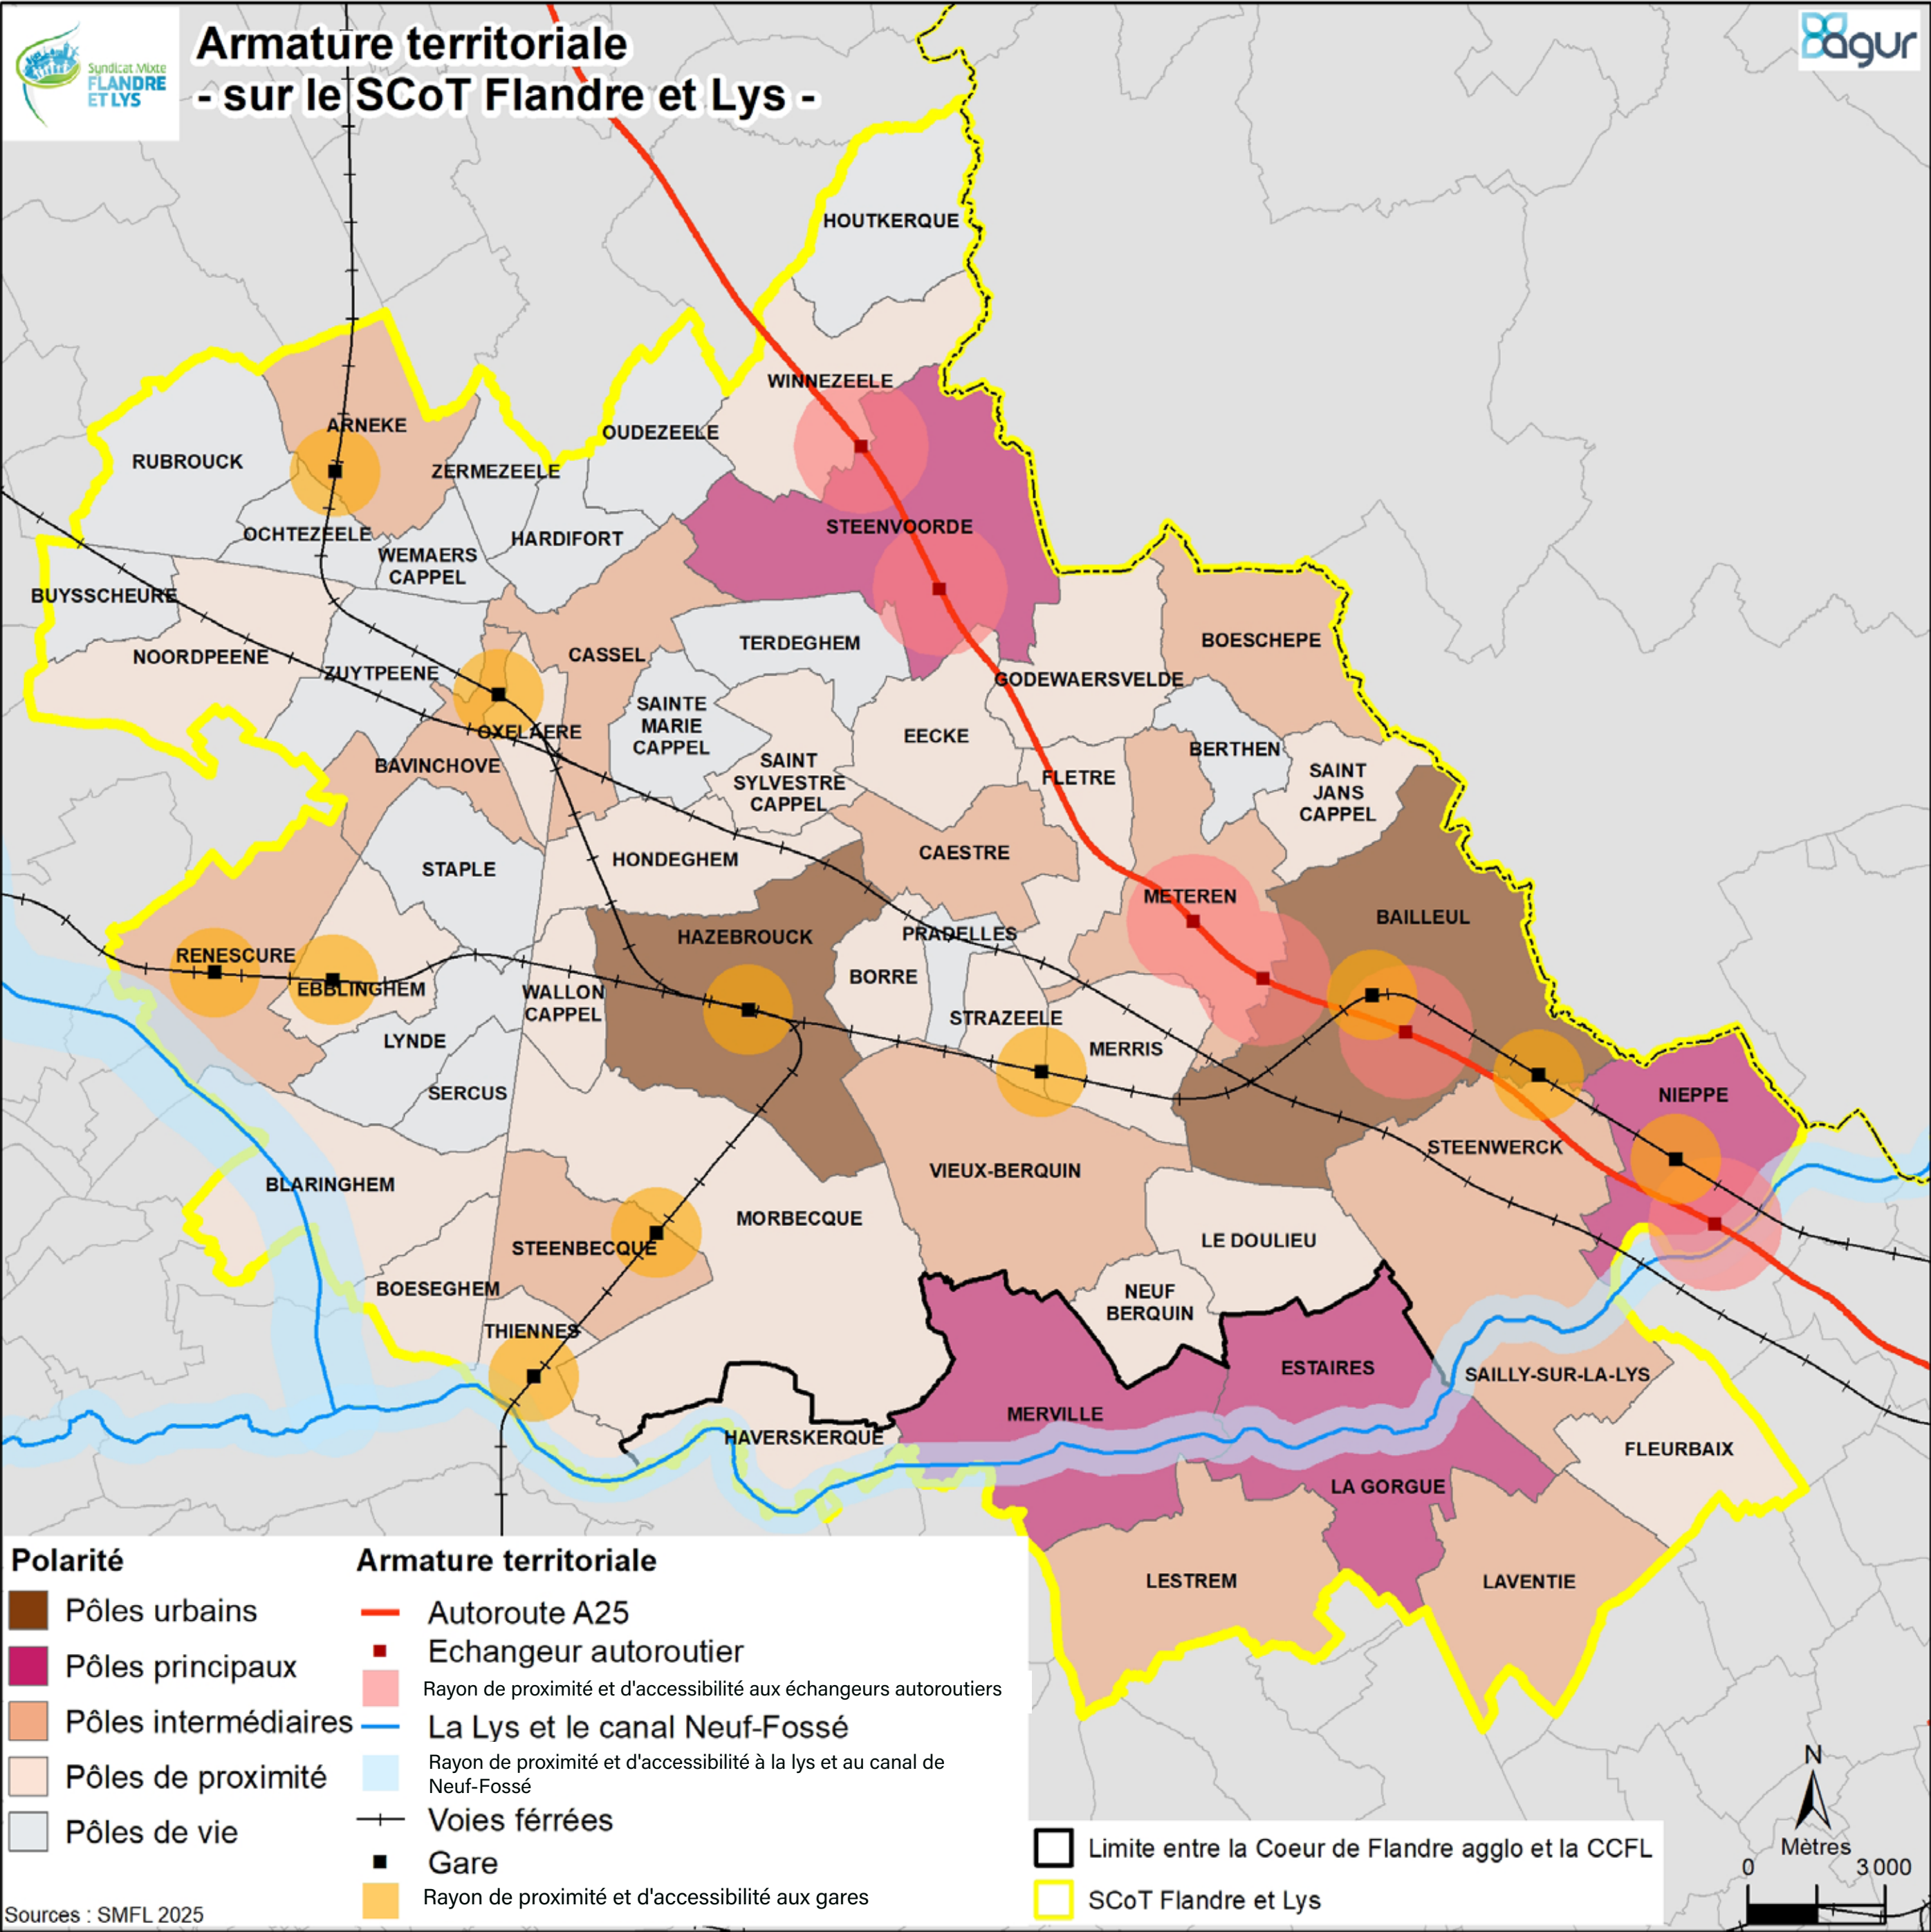 Syndicat Mixte
FLANDRE
ET LYS
Armature territoriale
- sur le SCoT Flandre et Lys -
agur
HOUTKERQUE
WINNEZEELE
ARNEKE
OUDEZEELE
RUBROUCK
ZERMEZEELE
STEENVOORDE
OCHTEZEELE
HARDIFORT
WEMAERS
CAPPEL
BUYSSCHEURE
TERDEGHEM
BOESCHEPE
CASSEL
NOORDPEENE
ZUYTPEENE
GODEWAERSVELDE
SAINTE
MARIE
CAPPEL
OXELAERE
EECKE
BERTHEN
BAVINCHOVE
SAINT
SYLVESTRE
CAPPEL
FLETRE
SAINT
JANS
CAPPEL
STAPLE
HONDEGHEM
CAESTRE
METEREN
BAILLEUL
HAZEBROUCK
PRADELLES
RENESCURE
BORRE
EBBLINGHEM
WALLON
CAPPEL
STRAZEELE
LYNDE
MERRIS
SERCUS
NIEPPE
STEENWERCK
BLARINGHEM
VIEUX-BERQUIN
MORBECQUE
LE DOULIEU
STEENBECQUE
BOESEGHEM
NEUF
BERQUIN
THIENNES
ESTAIRES
SAILLY-SUR-LA-LYS
MERVILLE
HAVERSKERQUE
FLEURBAIX
LA GORGUE
LESTREM
LAVENTIE
Polarité
Pôles urbains
Pôles principaux
Pôles intermédiaires
Pôles de proximité
Pôles de vie
Sources : SMFL 2025
Armature territoriale
Autoroute A25
Echangeur autoroutier
Rayon de proximité et d'accessibilité aux échangeurs autoroutiers
La Lys et le canal Neuf-Fossé
Rayon de proximité et d'accessibilité à la lys et au canal de
Neuf-Fossé
Voies férrées
Gare
Rayon de proximité et d'accessibilité aux gares
Limite entre la Coeur de Flandre agglo et la CCFL
SCoT Flandre et Lys
N
Mètres
0 3 000